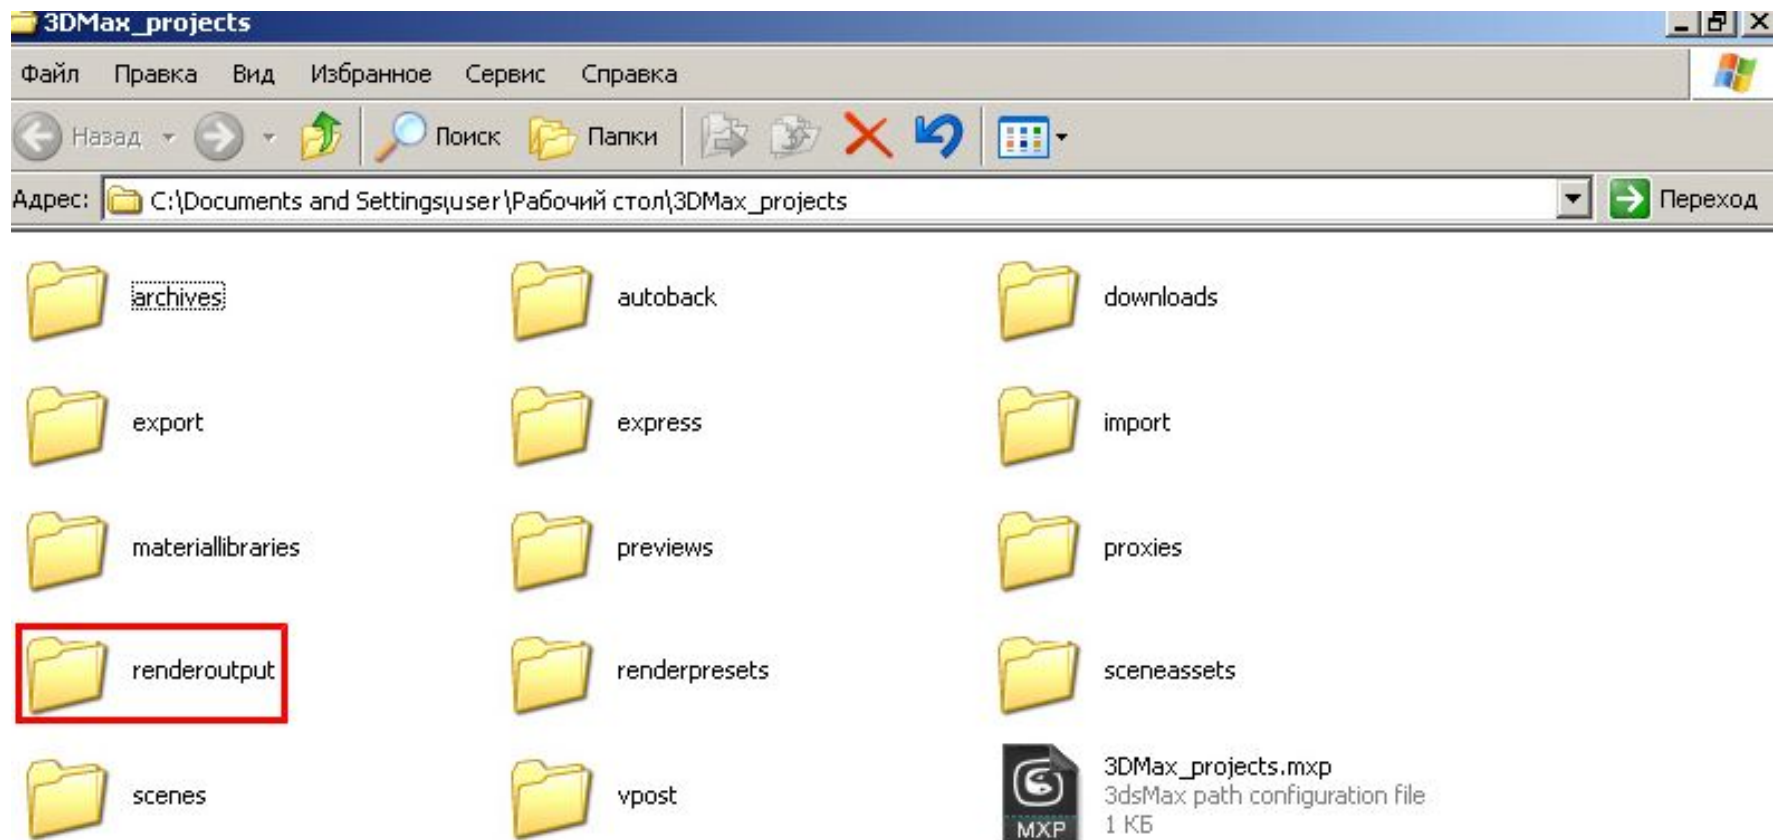 3DMax_projects
Файл Правка Вид Избранное Сервис Справка
Назад Поиск Папки
Адрес: C:\Documents and Settings\user\Рабочий стол\3DMax_projects Переход
archives autoback downloads
export express import
materiallibraries previews proxies
renderoutput renderpresets sceneassets
scenes vpost 3DMax_projects.mxp
3dsMax path configuration file
MXP 1 КБ